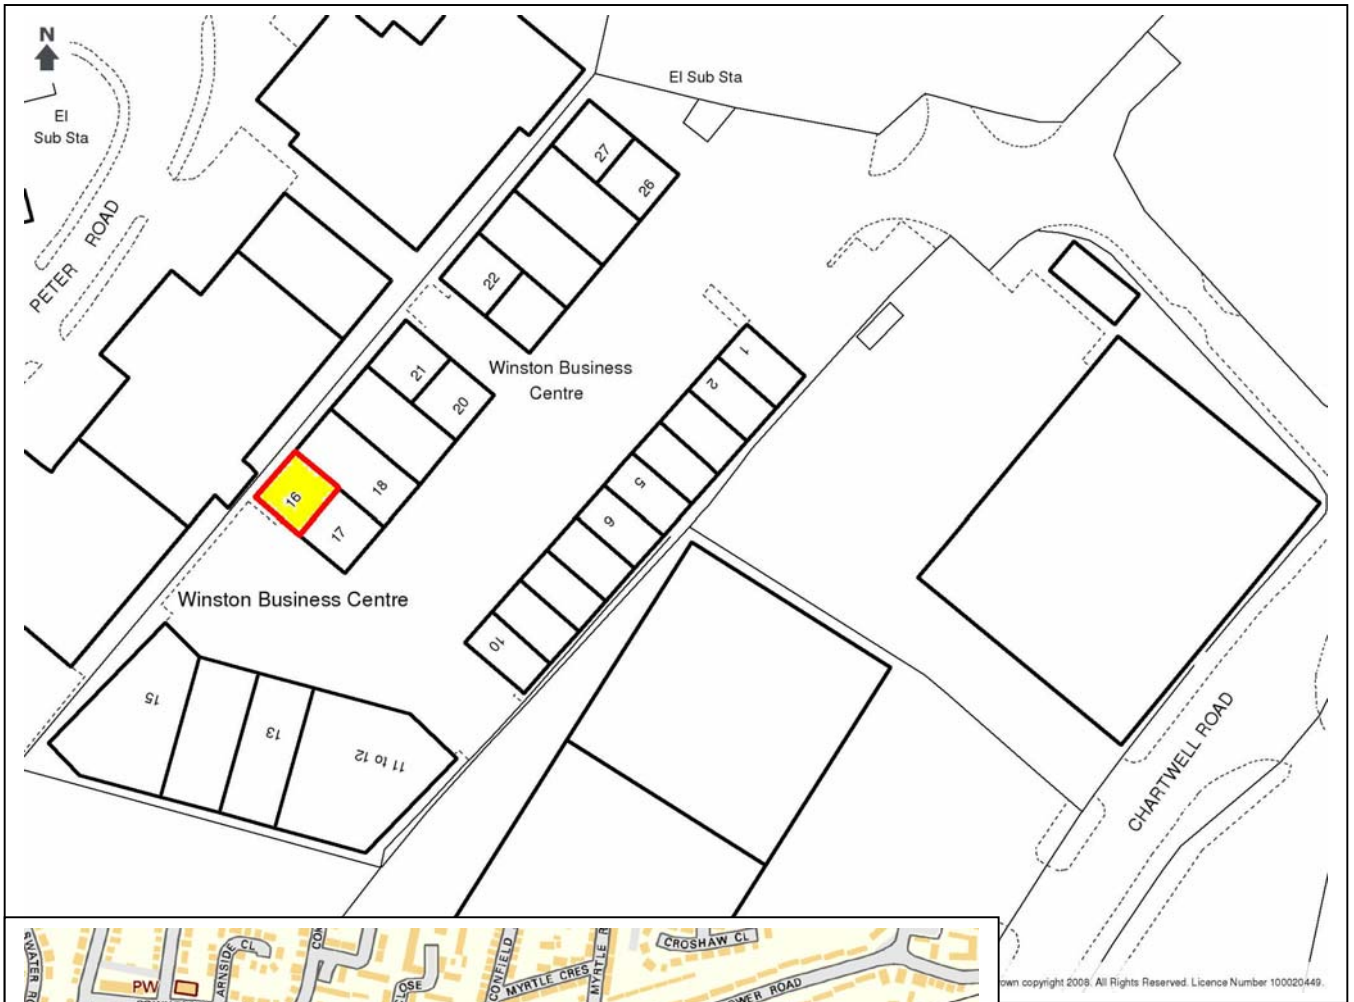 N
El Sub Sta
El
Sub Sta
PETER ROAD
27
26
22
21
20
Winston Business
Centre
1
2
5
6
16
18
17
Winston Business Centre
10
15
13
11 to 12
CHARTWELL ROAD
CL
ARNSIDE
CROSHAW CL
MYRTLE CRES
PW
rown copyright 2008. All Rights Reserved. Licence Number 100020449.